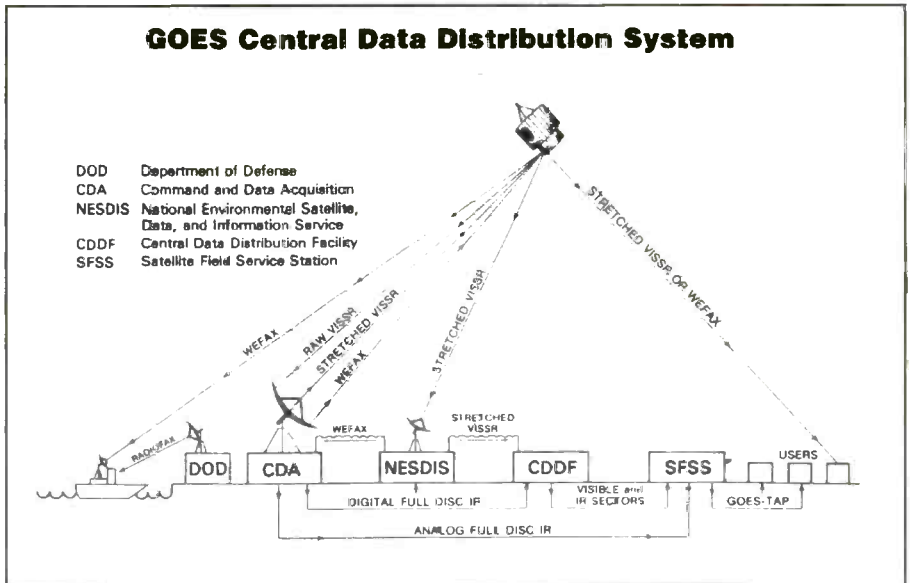 GOES Central Data Distribution System
DOD Department of Defense
CDA Command and Data Acquisition
NESDIS National Environmental Satellite,
Data, and Information Service
CDDF Central Data Distribution Facility
SFSS Satellite Field Service Station
WEFAX
RAW VISSR
STRETCHED VISSR
WEFAX
STRETCHED VISSR
STRETCHED VISSR OR WEFAX
RADIOFAX
DOD
CDA
WEFAX
NESDIS
STRETCHED
VISSR
CDDF
SFSS
USERS
DIGITAL FULL DISC IR
VISIBLE and
IR SECTORS
GOES-TAP
ANALOG FULL DISC IR